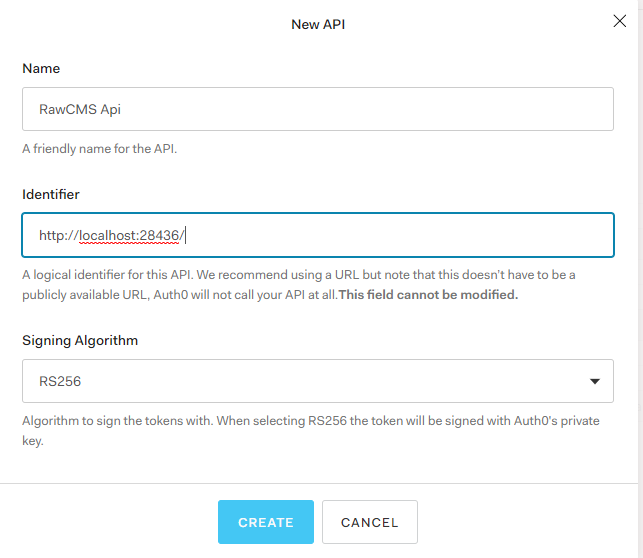 New API
Name
RawCMS Api
A friendly name for the API.
Identifier
http://localhost:28436/
A logical identifier for this API. We recommend using a URL but note that this doesn't have to be a
publicly available URL, Auth0 will not call your API at all.This field cannot be modified.
Signing Algorithm
RS256
Algorithm to sign the tokens with. When selecting RS256 the token will be signed with Auth0's private
key.
CREATE
CANCEL